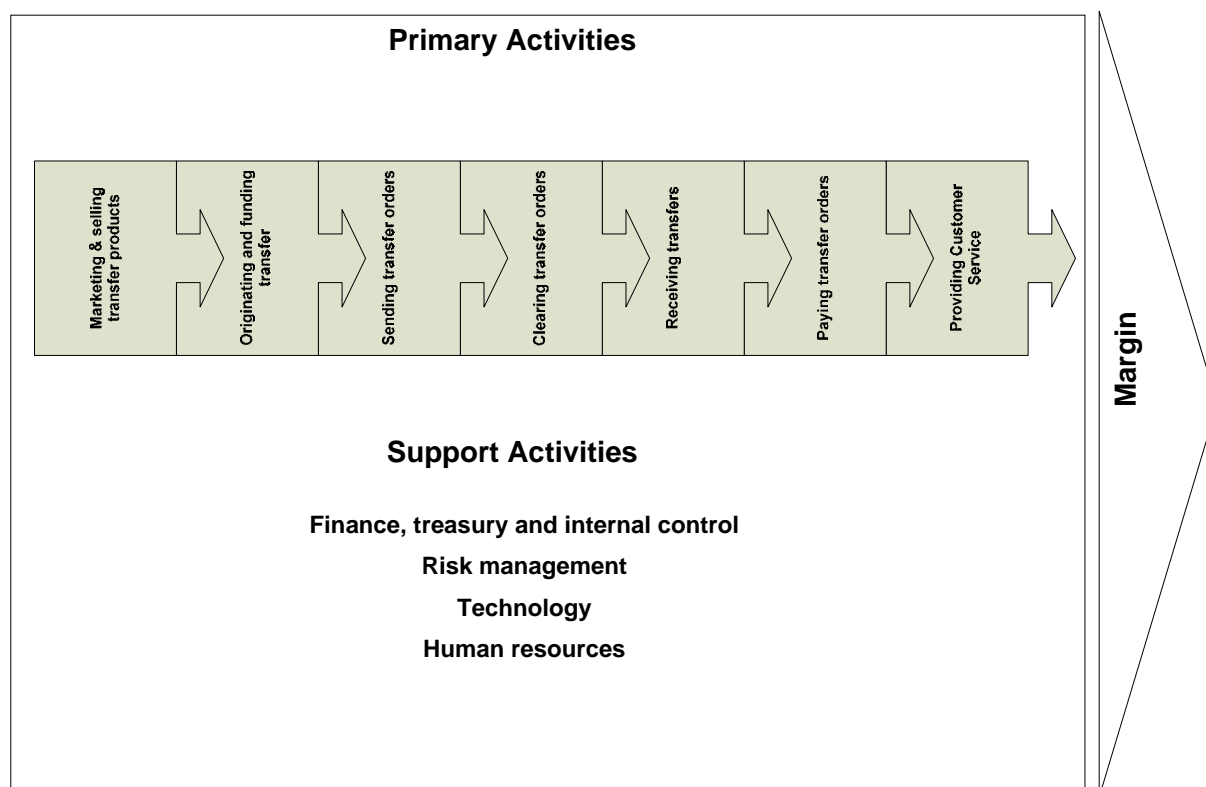 Primary Activities
Marketing & selling
transfer products
Originating and funding
transfer
Sending transfer orders
Clearing transfer orders
Receiving transfers
Paying transfer orders
Providing Customer
Service
Margin
Support Activities
Finance, treasury and internal control
Risk management
Technology
Human resources